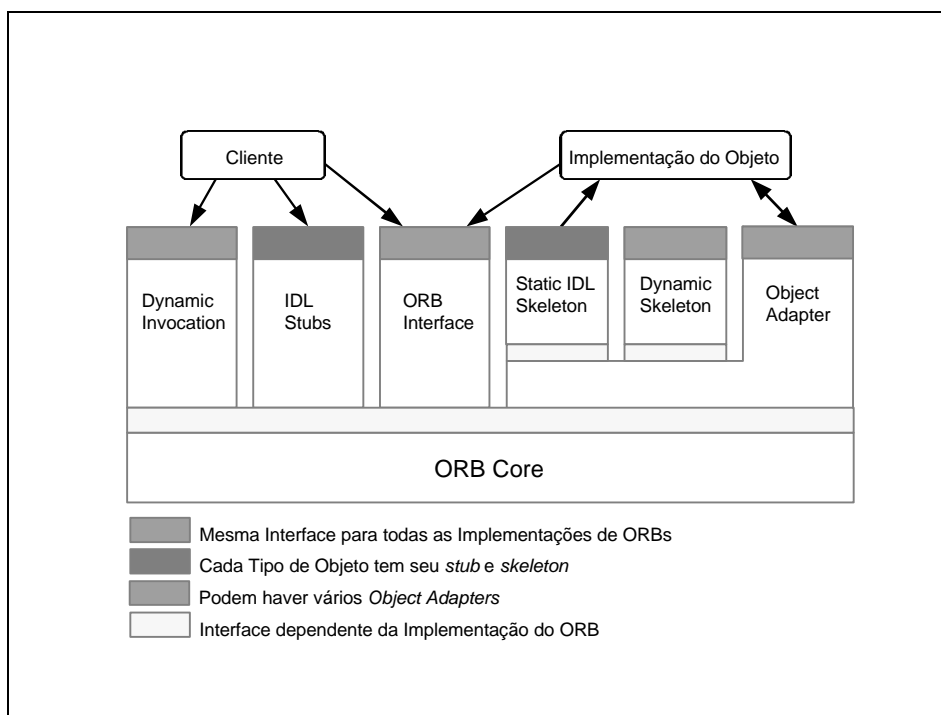 Cliente
Implementação do Objeto
Dynamic
Invocation
IDL
Stubs
ORB
Interface
Static IDL
Skeleton
Dynamic
Skeleton
Object
Adapter
ORB Core
Mesma Interface para todas as Implementações de ORBs
Cada Tipo de Objeto tem seu stub e skeleton
Podem haver vários Object Adapters
Interface dependente da Implementação do ORB